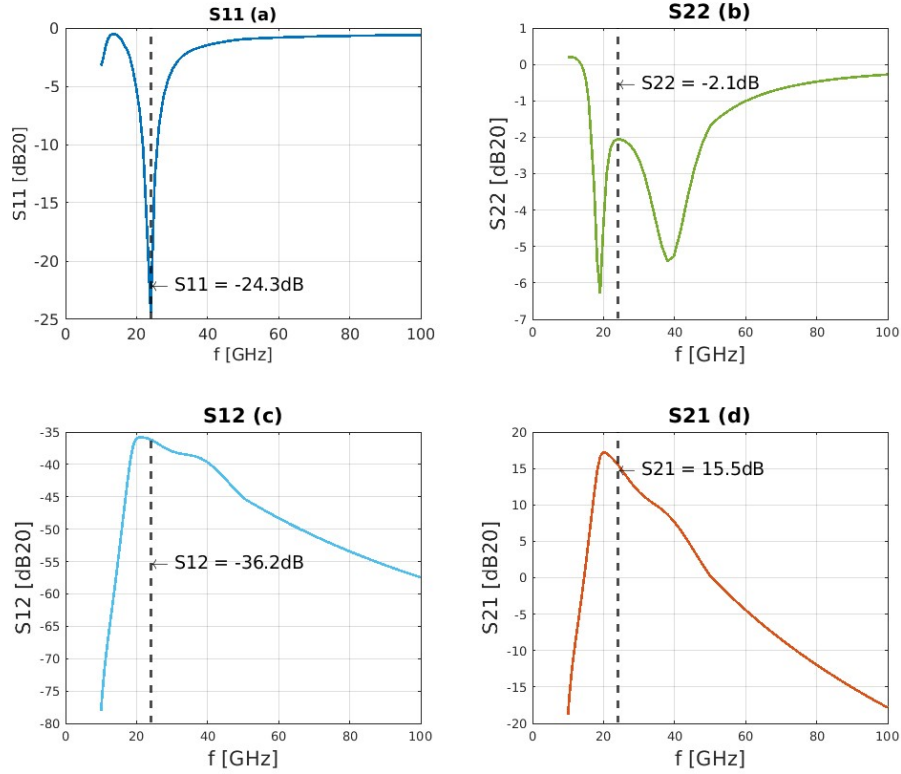 S11 (a)
0
-5
-10
-15
-20
-25
S11 [dB20]
S11 = -24.3dB
0 20 40 60 80 100
f [GHz]
S22 (b)
1
0
-1
-2
-3
-4
-5
-6
-7
S22 [dB20]
S22 = -2.1dB
0 20 40 60 80 100
f [GHz]
S12 (c)
-35
-40
-45
-50
-55
-60
-65
-70
-75
-80
S12 [dB20]
S12 = -36.2dB
0 20 40 60 80 100
f [GHz]
S21 (d)
20
15
10
5
0
-5
-10
-15
-20
S21 [dB20]
S21 = 15.5dB
0 20 40 60 80 100
f [GHz]